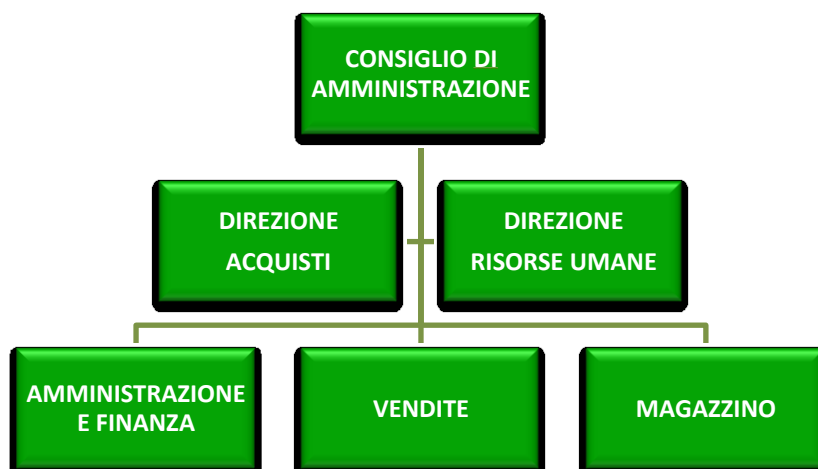 CONSIGLIO DI
AMMINISTRAZIONE
DIREZIONE
ACQUISTI
DIREZIONE
RISORSE UMANE
AMMINISTRAZIONE
E FINANZA
VENDITE
MAGAZZINO